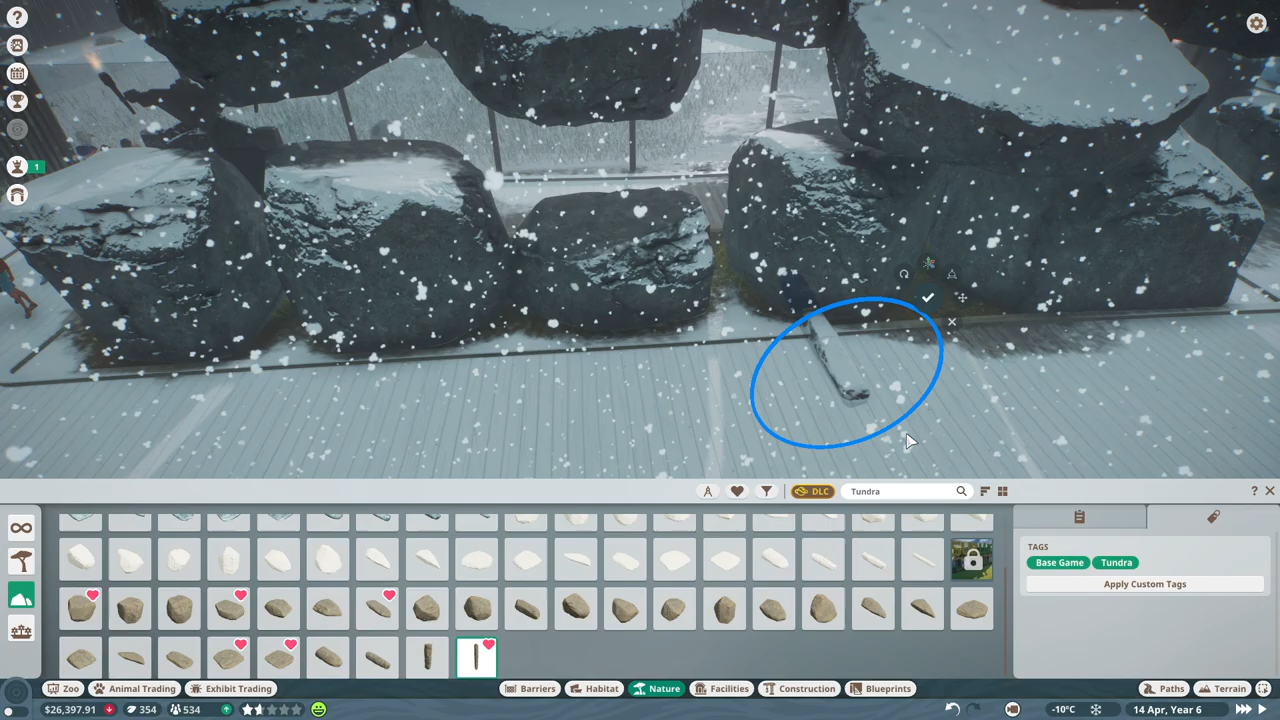 ?
1
DLC
Tundra
?
TAGS
Base Game
Tundra
Apply Custom Tags
Zoo
Animal Trading
Exhibit Trading
Barriers
Habitat
Nature
Facilities
Construction
Blueprints
Paths
Terrain
$26,397.91
354
534
-10°C
14 Apr, Year 6